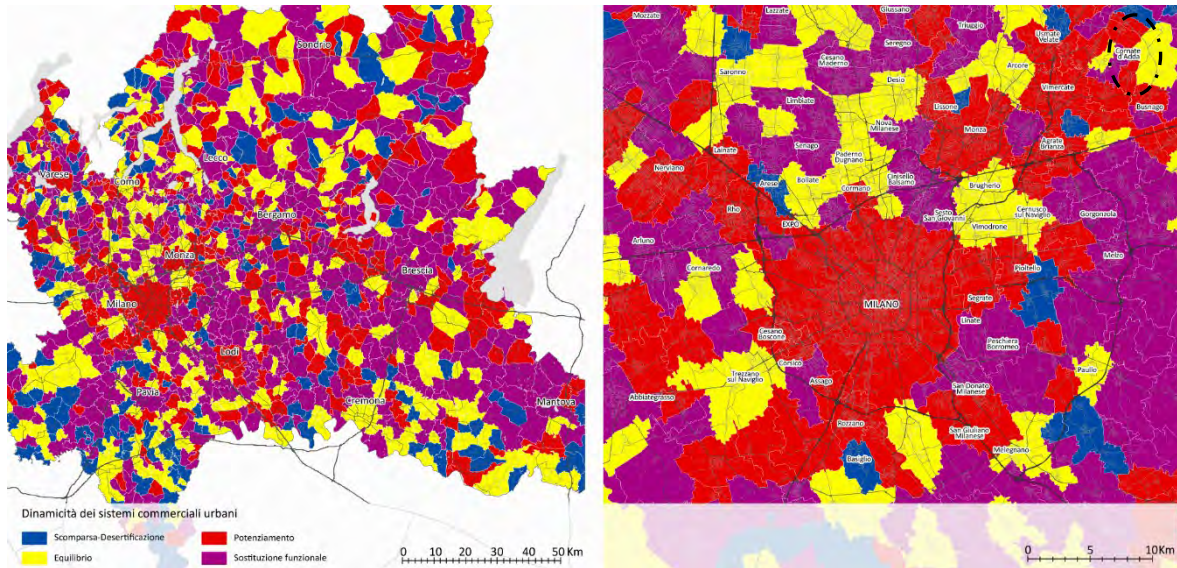 Sondrio
Lecco
Varese
Como
Bergamo
Monza
Brescia
Milano
Lodi
Pavia
Cremona
Mantova
Dinamicità dei sistemi commerciali urbani
Scomparsa-Desertificazione
Potenziamento
Equilibrio
Sostituzione funzionale
0 10 20 30 40 50 Km
Mozzate
Lazzate
Giussano
Triuggio
Usmate
Velate
Cornate
d'Adda
Seregno
Cesano
Maderno
Arcore
Saronno
Desio
Vimercate
Limbiate
Lissone
Busnago
Nova
Milanese
Monza
Senago
Agrate
Brianza
Lainate
Paderno
Dugnano
Nerviano
Arese
Bollate
Cormano
Cinisello
Balsamo
Brugherio
Rho
EXPO
Sesto
San Giovanni
Cernusco
sul Naviglio
Gorgonzola
Vimodrone
Arluno
Melzo
Cornaredo
Pioltello
MILANO
Segrate
Linate
Cesano
Boscone
Peschiera
Borromeo
Corsico
Paullo
Trezzano
sul Naviglio
Assago
San Donato
Milanese
Abbiategrasso
Rozzano
San Giuliano
Milanese
Melegnano
Basiglio
0 5 10 Km